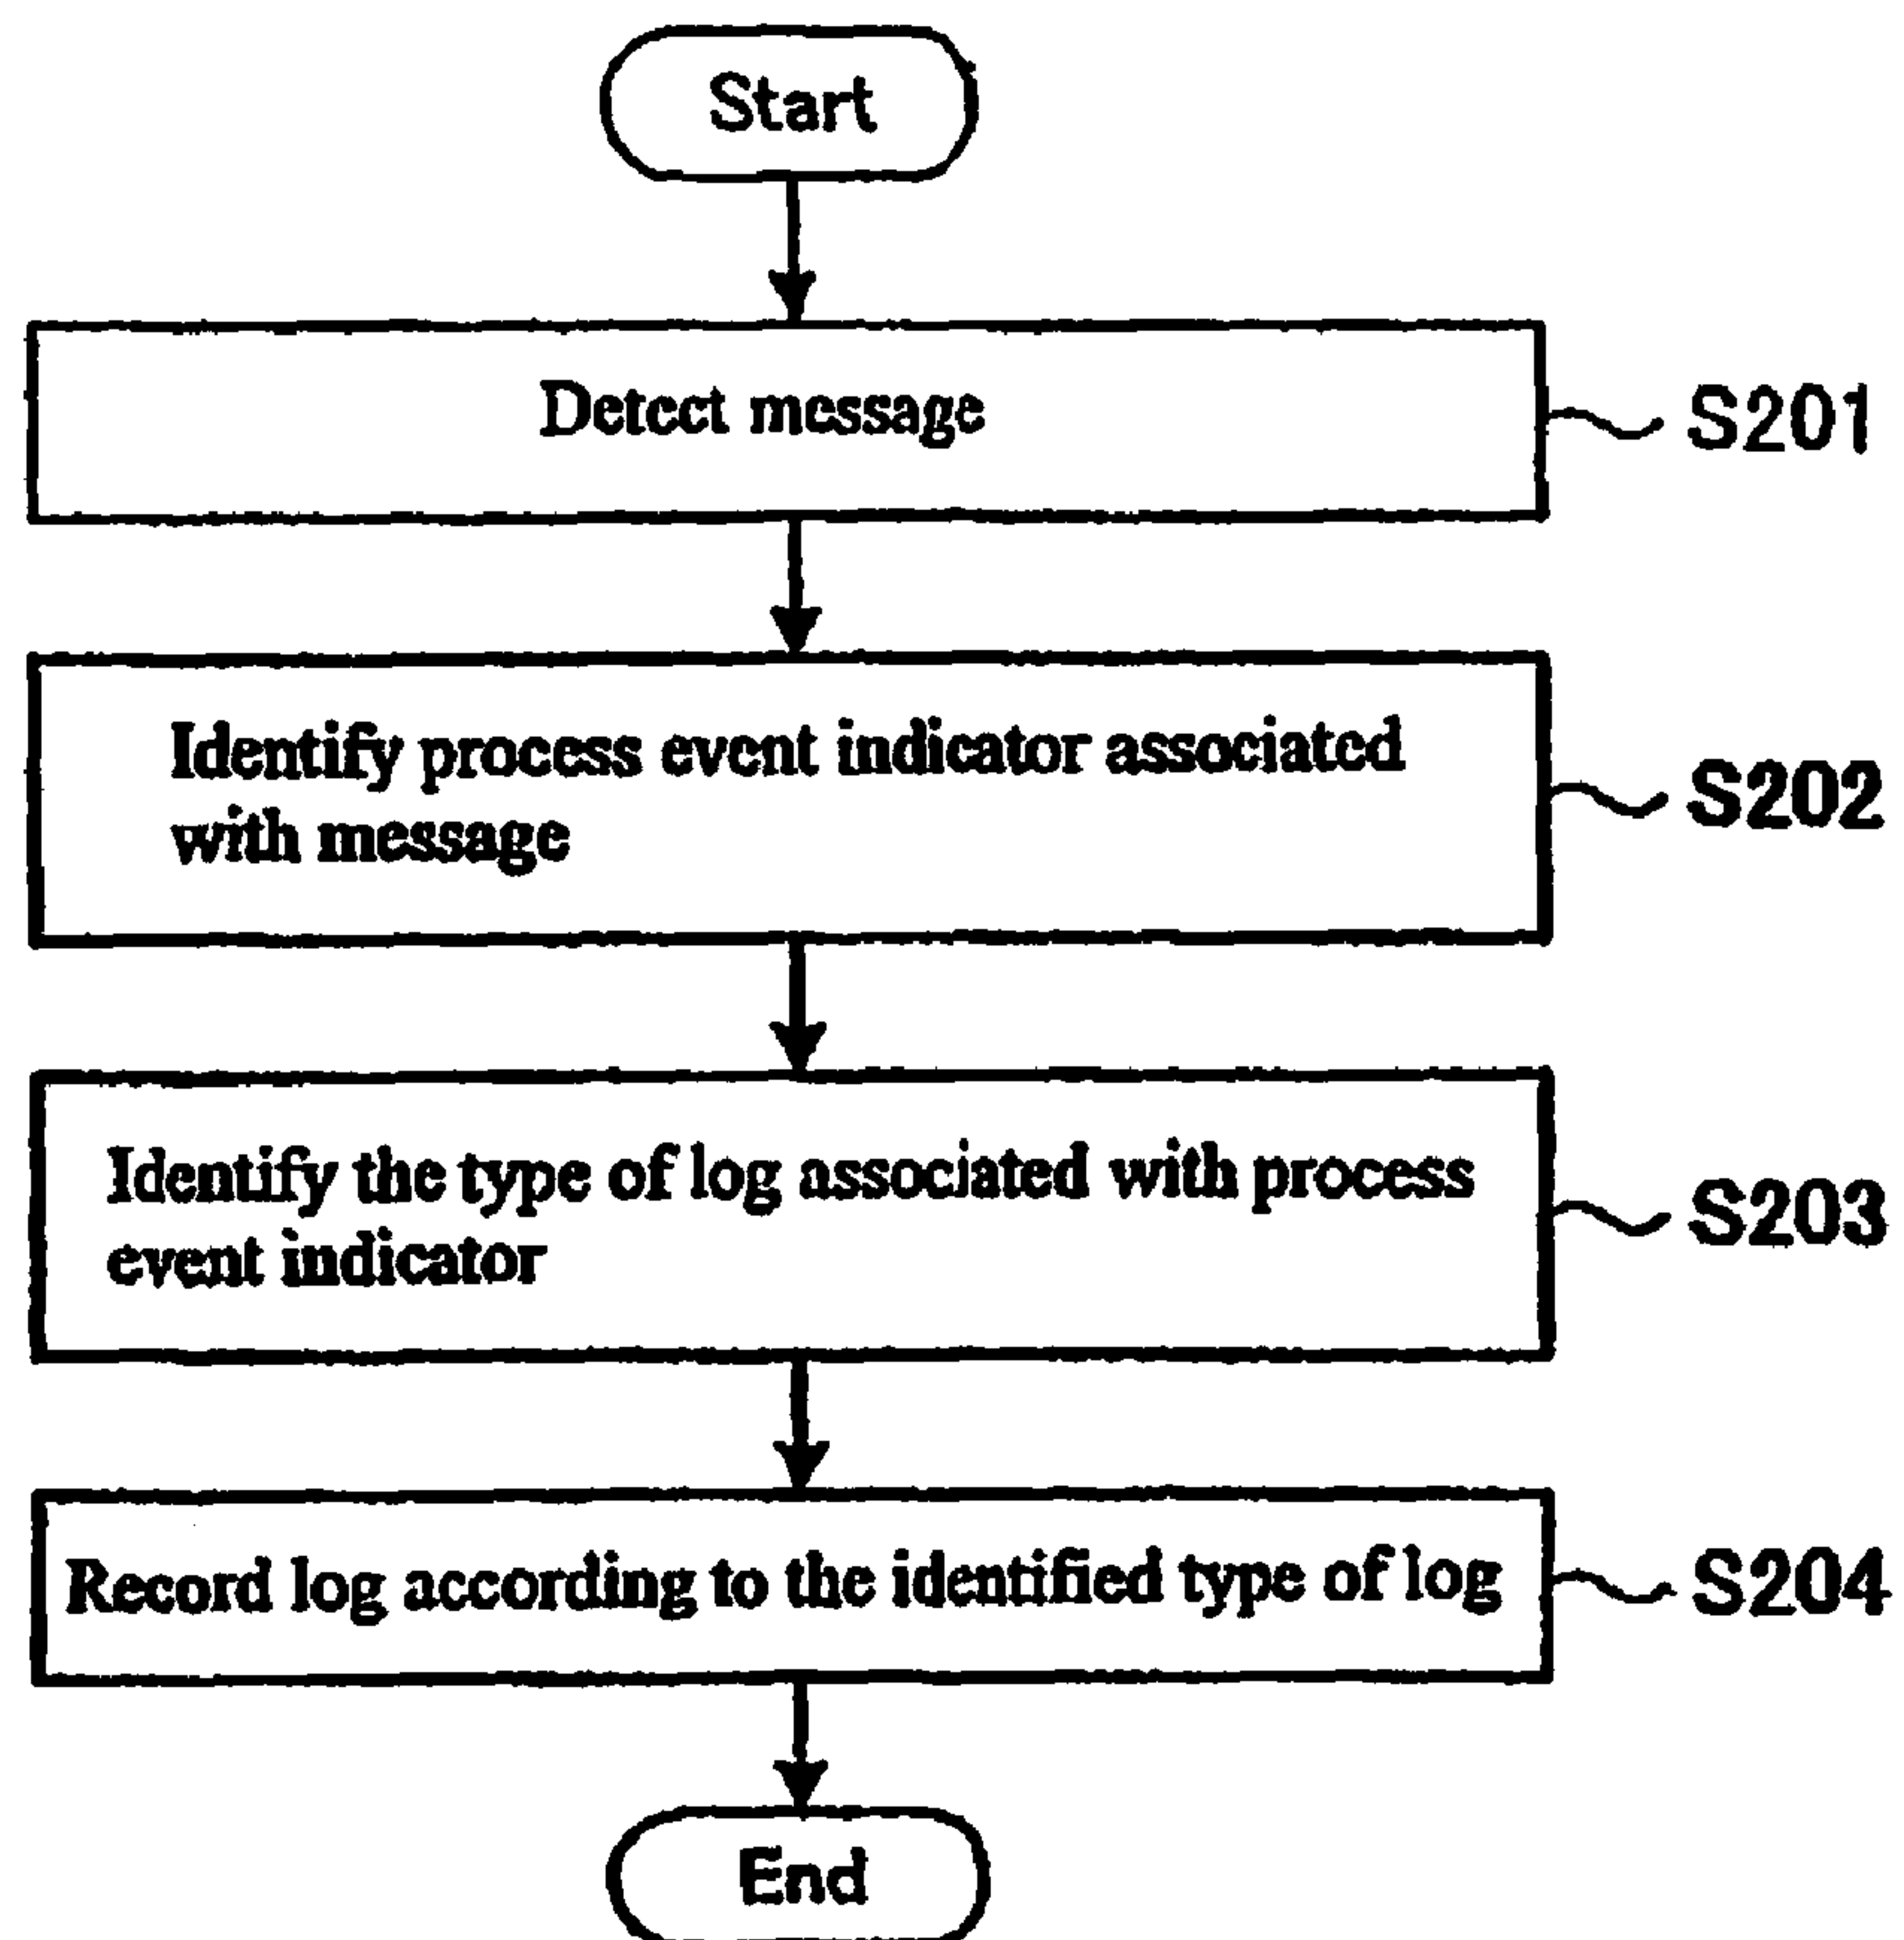 Start
Detect message
S201
Identify process event indicator associated
with message
S202
Identify the type of log associated with process
event indicator
S203
Record log according to the identified type of log
S204
End